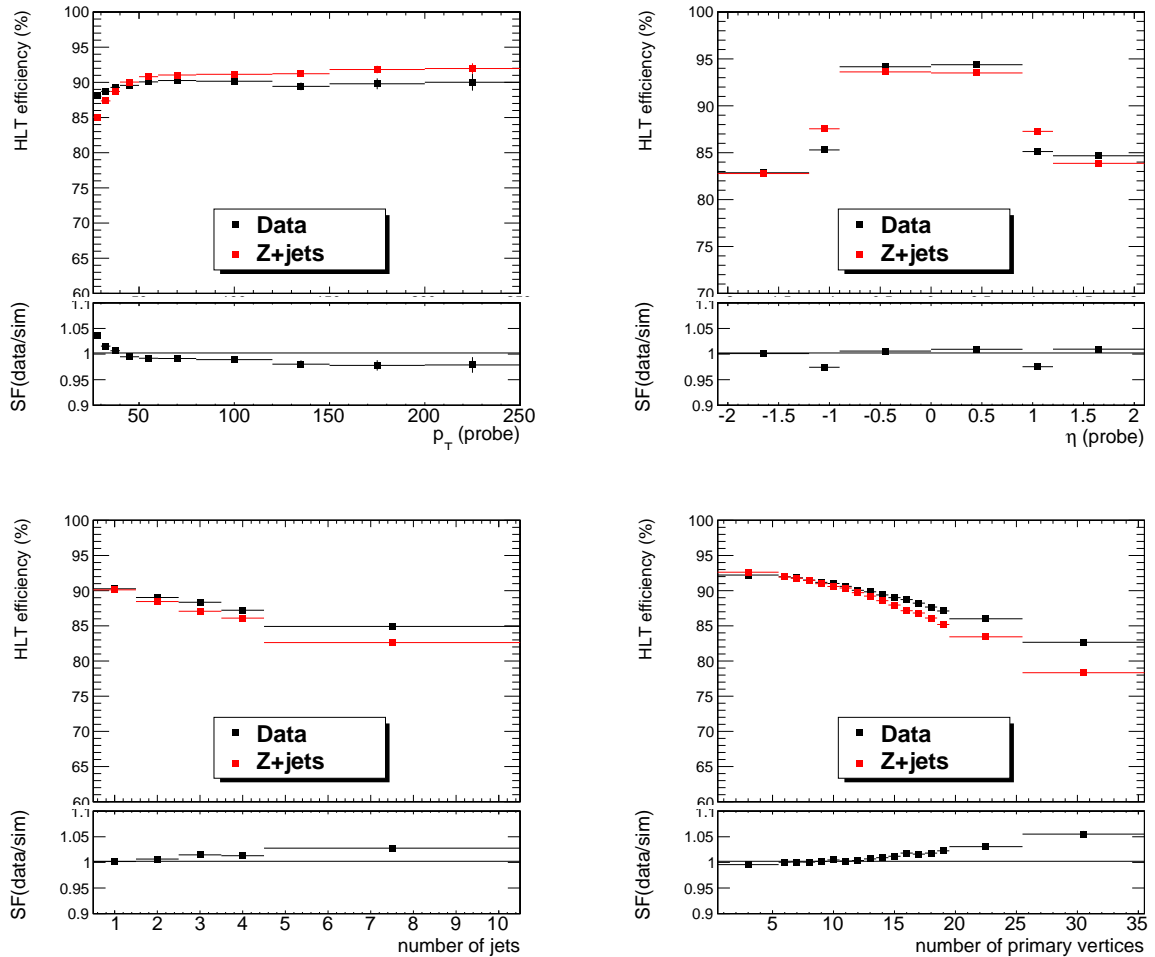 HLT efficiency (%)
100
95
90
85
80
75
70
65
60
Data
Z+jets
SF(data/sim)
1.1
1.05
1
0.95
0.9
50 100 150 200 250
p_T (probe)
HLT efficiency (%)
100
95
90
85
80
75
70
Data
Z+jets
SF(data/sim)
1.1
1.05
1
0.95
0.9
-2 -1.5 -1 -0.5 0 0.5 1 1.5 2
η (probe)
HLT efficiency (%)
100
95
90
85
80
75
70
65
60
Data
Z+jets
SF(data/sim)
1.1
1.05
1
0.95
0.9
1 2 3 4 5 6 7 8 9 10
number of jets
HLT efficiency (%)
100
95
90
85
80
75
70
65
60
Data
Z+jets
SF(data/sim)
1.1
1.05
1
0.95
0.9
5 10 15 20 25 30 35
number of primary vertices